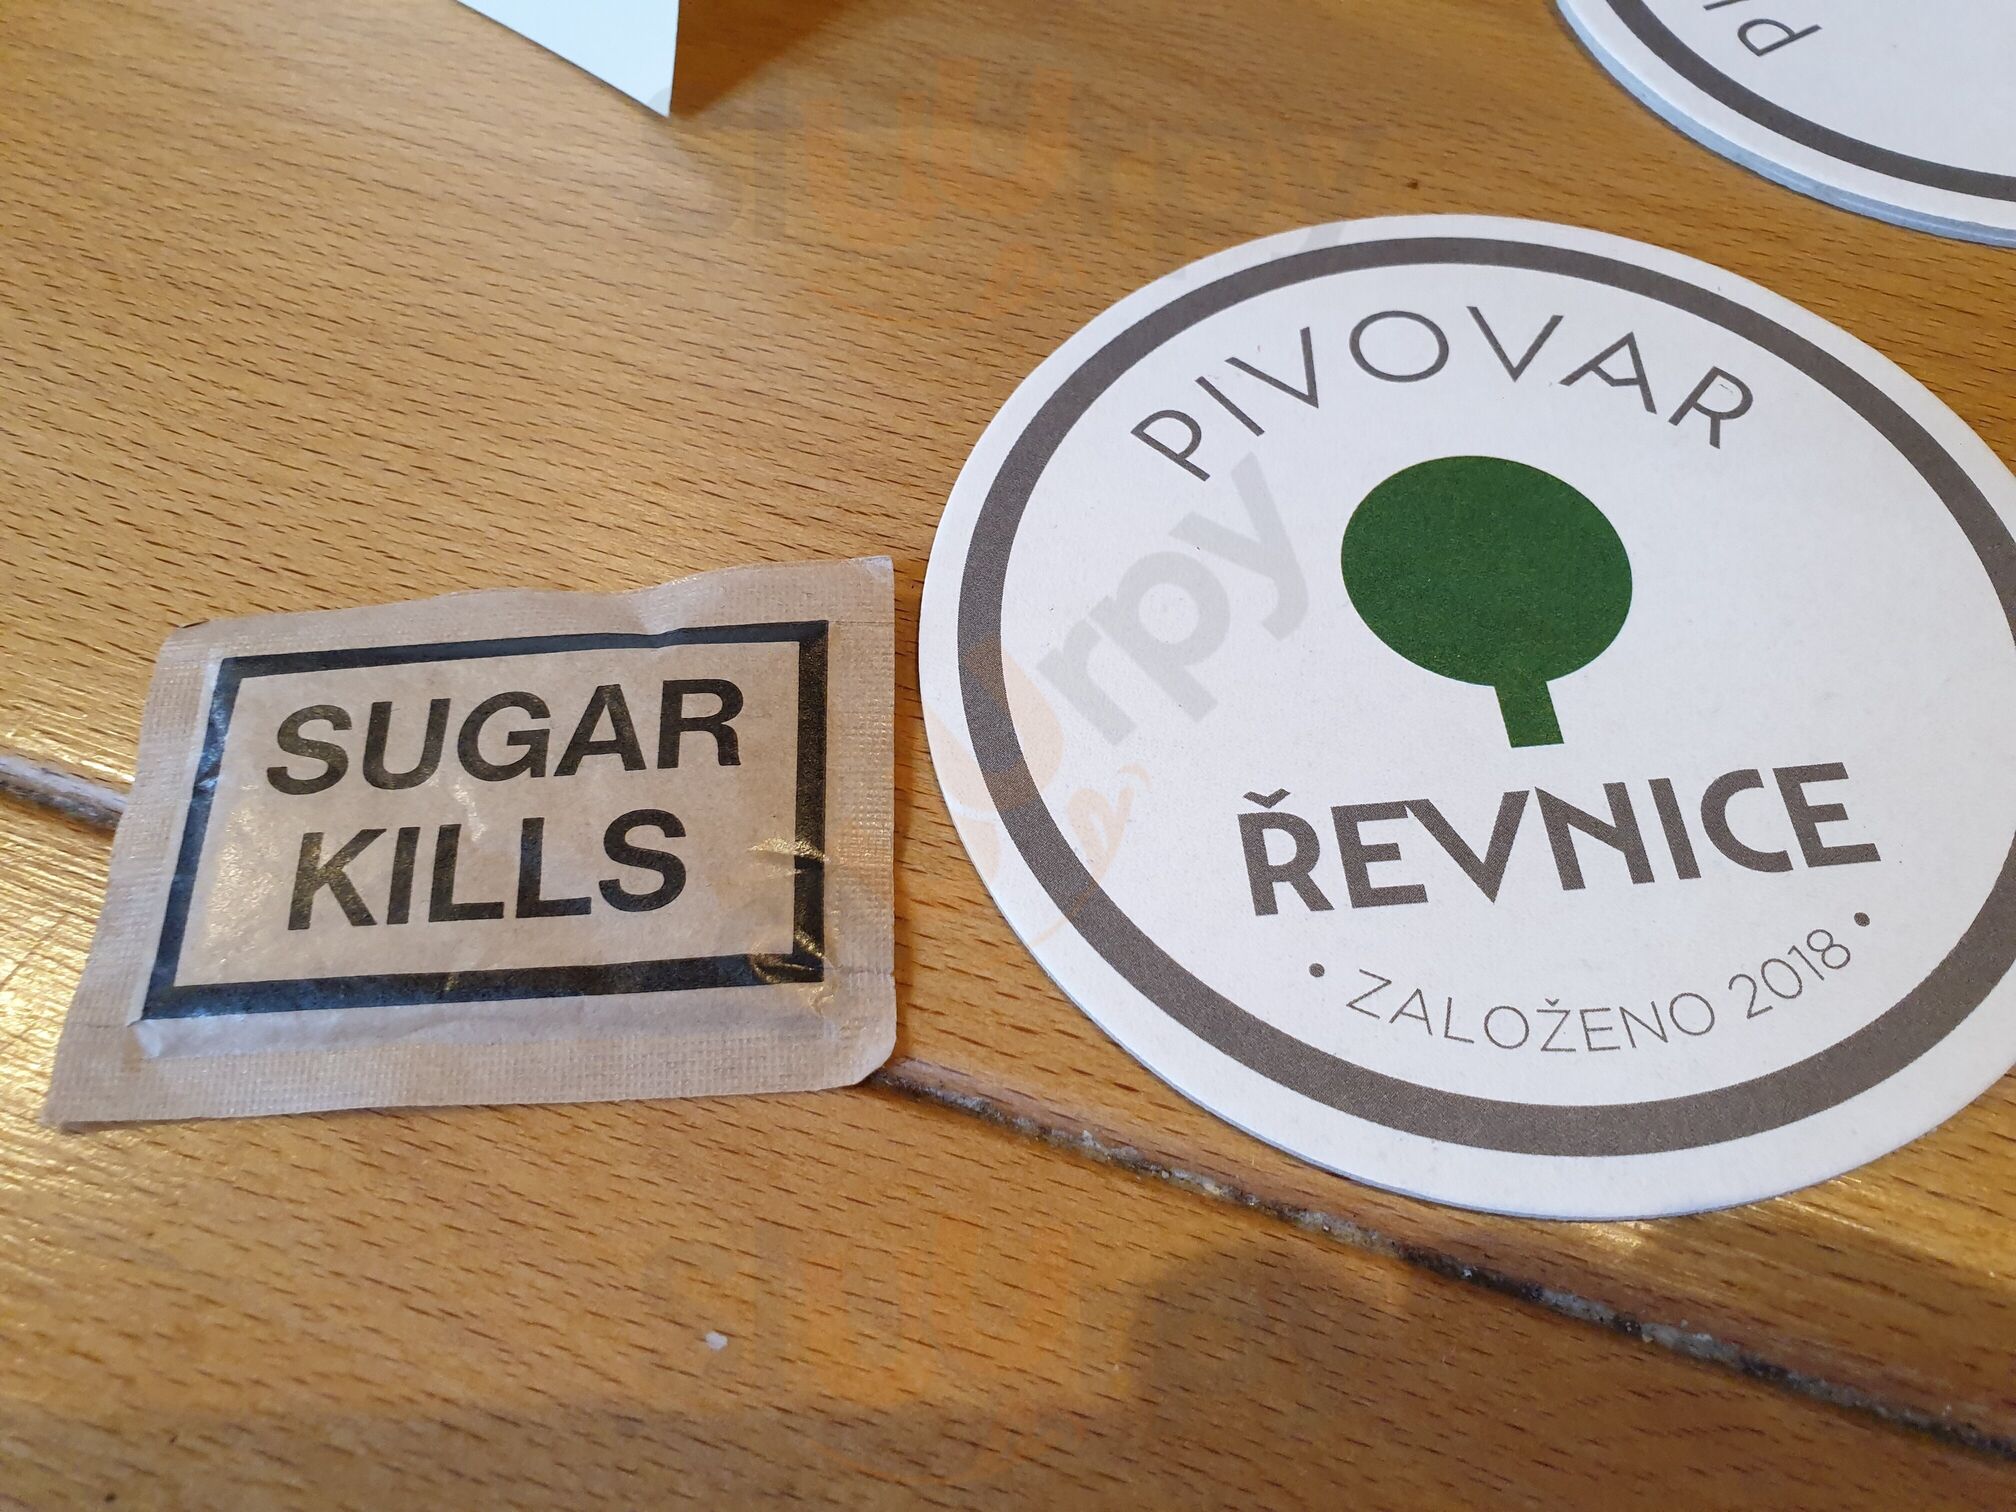 SUGAR
KILLS
PIVOVAR
ŘEVNICE
• ZALOŽENO 2018 •